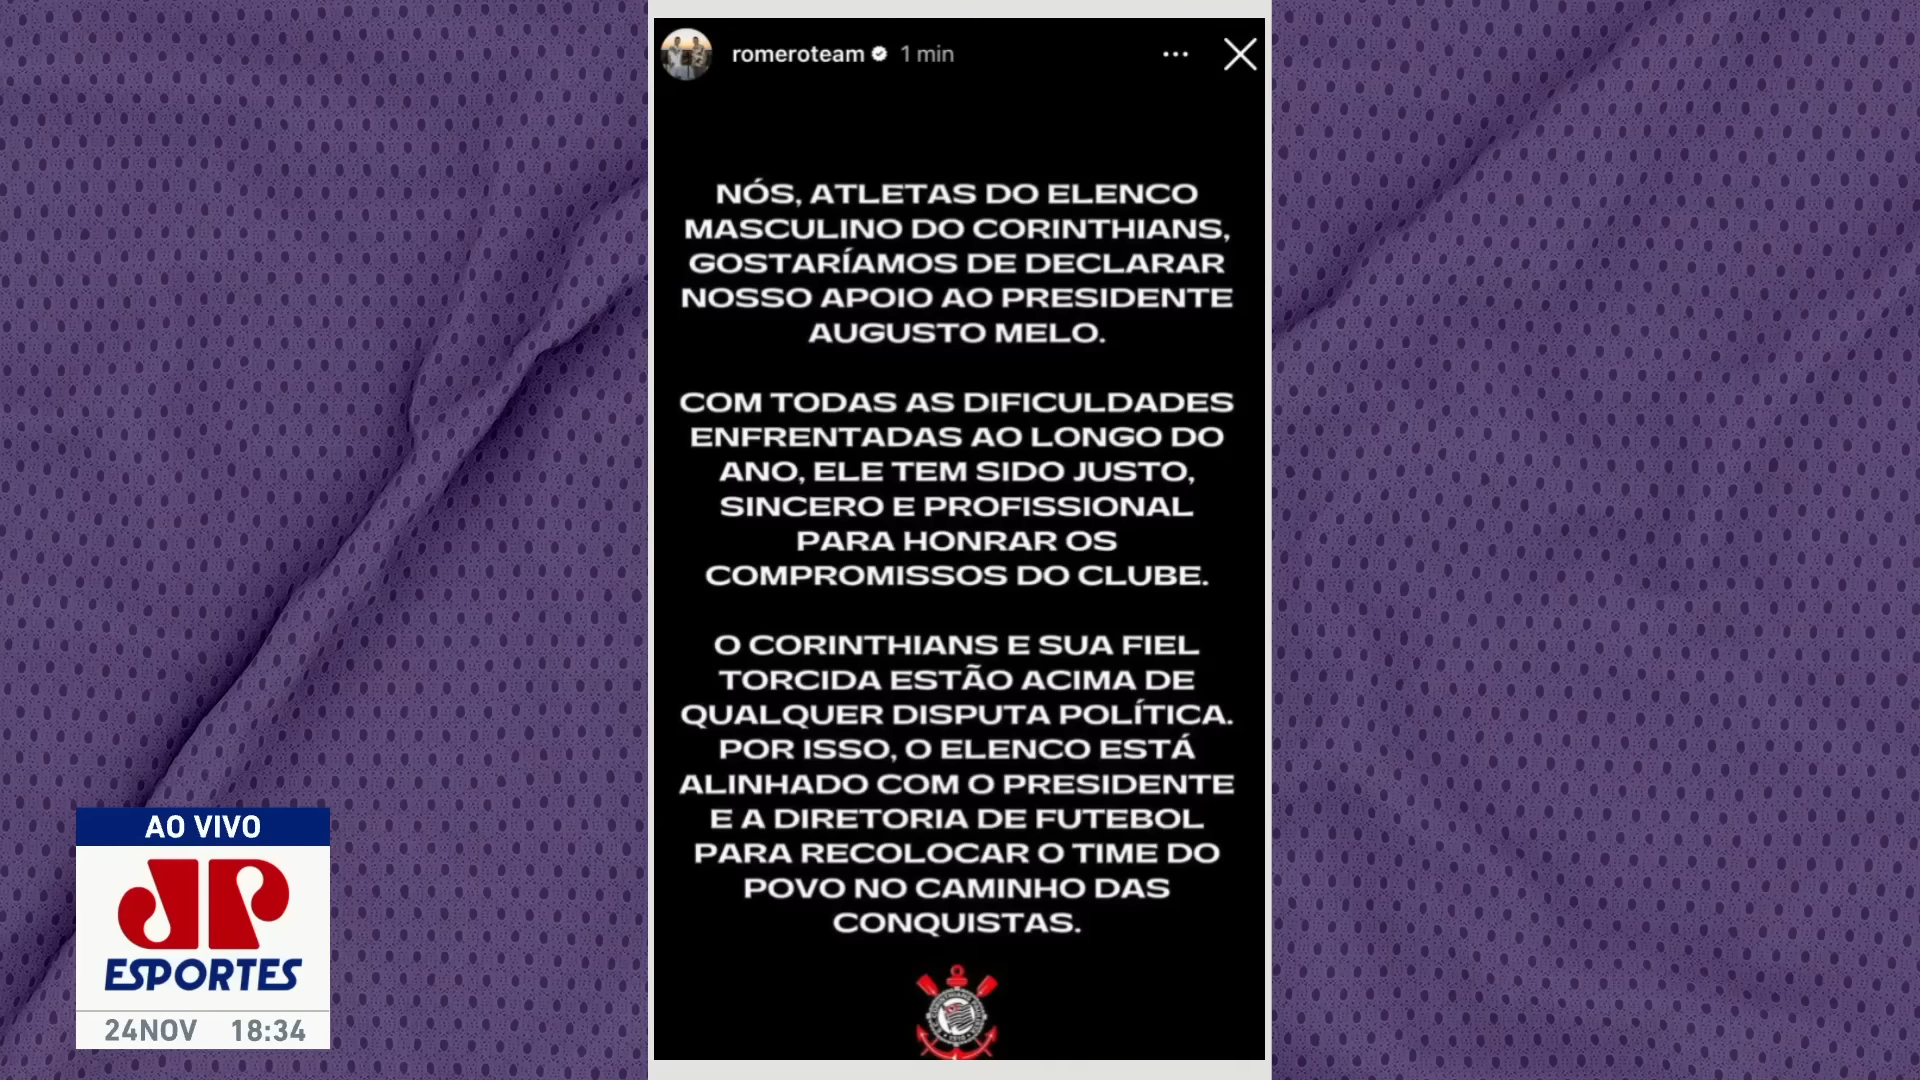 romeroteam 1 min
NÓS, ATLETAS DO ELENCO
MASCULINO DO CORINTHIANS,
GOSTARÍAMOS DE DECLARAR
NOSSO APOIO AO PRESIDENTE
AUGUSTO MELO.
COM TODAS AS DIFICULDADES
ENFRENTADAS AO LONGO DO
ANO, ELE TEM SIDO JUSTO,
SINCERO E PROFISSIONAL
PARA HONRAR OS
COMPROMISSOS DO CLUBE.
O CORINTHIANS E SUA FIEL
TORCIDA ESTÃO ACIMA DE
QUALQUER DISPUTA POLÍTICA.
POR ISSO, O ELENCO ESTÁ
ALINHADO COM O PRESIDENTE
E A DIRETORIA DE FUTEBOL
PARA RECOLOCAR O TIME DO
POVO NO CAMINHO DAS
CONQUISTAS.
AO VIVO
JP
ESPORTES
24NOV 18:34